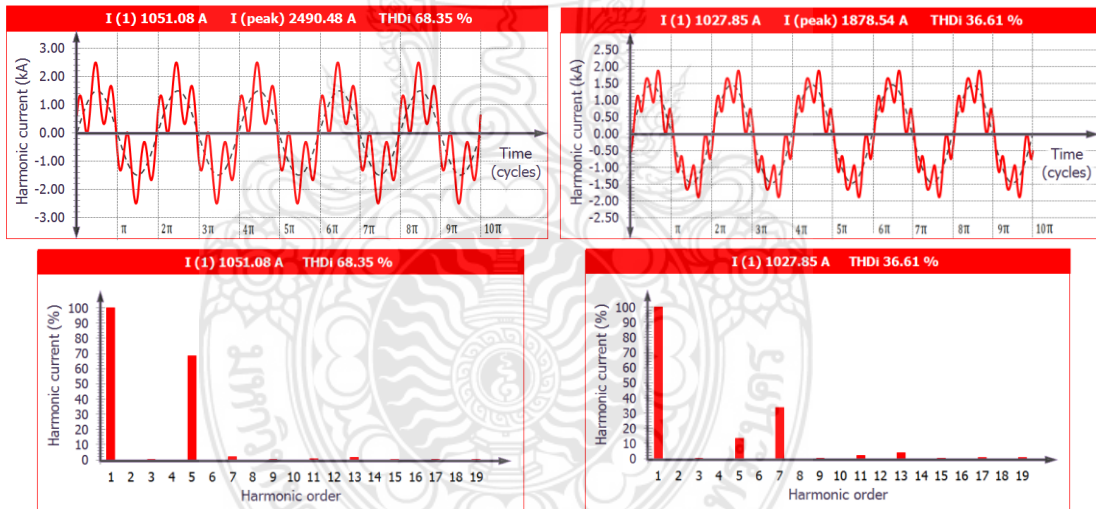 I (1) 1051.08 A I (peak) 2490.48 A THDi 68.35 %
Harmonic current (kA)
3.00
2.00
1.00
0.00
-1.00
-2.00
-3.00
π 2π 3π 4π 5π 6π 7π 8π 9π 10π
Time
(cycles)
I (1) 1027.85 A I (peak) 1878.54 A THDi 36.61 %
Harmonic current (kA)
2.50
2.00
1.50
1.00
0.50
0.00
-0.50
-1.00
-1.50
-2.00
-2.50
π 2π 3π 4π 5π 6π 7π 8π 9π 10π
Time
(cycles)
I (1) 1051.08 A THDi 68.35 %
Harmonic current (%)
100
90
80
70
60
50
40
30
20
10
0
1 2 3 4 5 6 7 8 9 10 11 12 13 14 15 16 17 18 19
Harmonic order
I (1) 1027.85 A THDi 36.61 %
Harmonic current (%)
100
90
80
70
60
50
40
30
20
10
0
1 2 3 4 5 6 7 8 9 10 11 12 13 14 15 16 17 18 19
Harmonic order